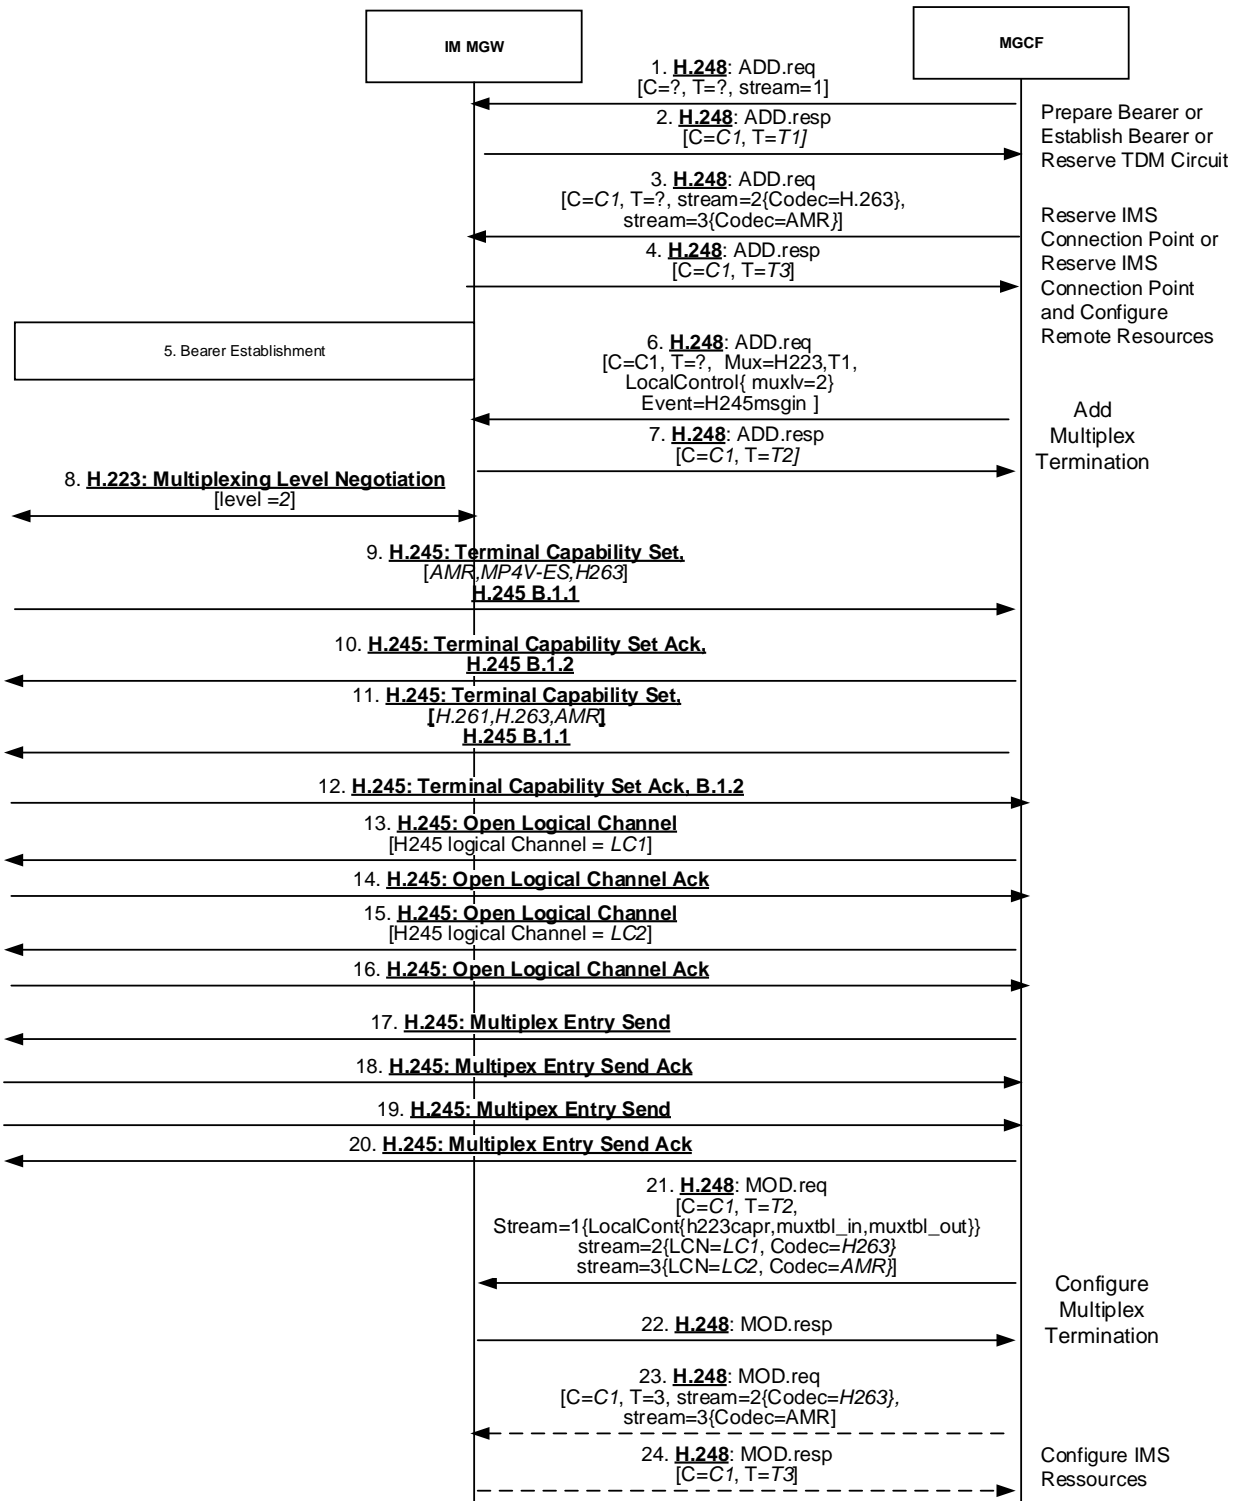 IM MGW
MGCF
1. H.248: ADD.req
[C=?, T=?, stream=1]
2. H.248: ADD.resp
[C=C1, T=T1]
Prepare Bearer or
Establish Bearer or
Reserve TDM Circuit
3. H.248: ADD.req
[C=C1, T=?, stream=2{Codec=H.263},
stream=3{Codec=AMR}]
4. H.248: ADD.resp
[C=C1, T=T3]
Reserve IMS
Connection Point or
Reserve IMS
Connection Point
and Configure
Remote Resources
5. Bearer Establishment
6. H.248: ADD.req
[C=C1, T=?, Mux=H223,T1,
LocalControl{ muxlv=2}
Event=H245msgin ]
7. H.248: ADD.resp
[C=C1, T=T2]
Add
Multiplex
Termination
8. H.223: Multiplexing Level Negotiation
[level =2]
9. H.245: Terminal Capability Set,
[AMR,MP4V-ES,H263]
H.245 B.1.1
10. H.245: Terminal Capability Set Ack,
H.245 B.1.2
11. H.245: Terminal Capability Set,
[H.261,H.263,AMR]
H.245 B.1.1
12. H.245: Terminal Capability Set Ack, B.1.2
13. H.245: Open Logical Channel
[H245 logical Channel = LC1]
14. H.245: Open Logical Channel Ack
15. H.245: Open Logical Channel
[H245 logical Channel = LC2]
16. H.245: Open Logical Channel Ack
17. H.245: Multiplex Entry Send
18. H.245: Multipex Entry Send Ack
19. H.245: Multipex Entry Send
20. H.245: Multiplex Entry Send Ack
21. H.248: MOD.req
[C=C1, T=T2,
Stream=1{LocalCont{h223capr,muxtbl_in,muxtbl_out}}
stream=2{LCN=LC1, Codec=H263}
stream=3{LCN=LC2, Codec=AMR}]
22. H.248: MOD.resp
Configure
Multiplex
Termination
23. H.248: MOD.req
[C=C1, T=3, stream=2{Codec=H263},
stream=3{Codec=AMR]
24. H.248: MOD.resp
[C=C1, T=T3]
Configure IMS
Ressources